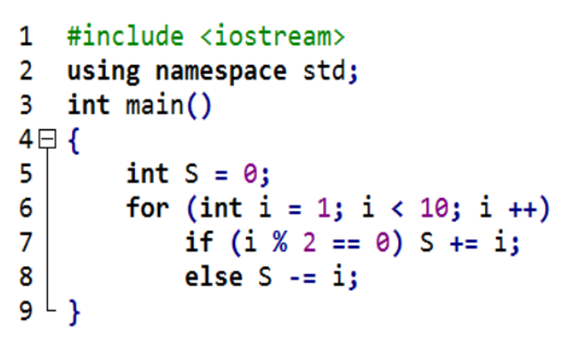 1 #include <iostream>
2 using namespace std;
3 int main()
4 {
5 int S = 0;
6 for (int i = 1; i < 10; i ++)
7 if (i % 2 == 0) S += i;
8 else S -= i;
9 }